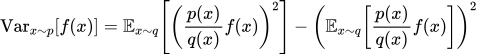 Var_{x∼p}[f(x)] = 𝔼_{x∼q}[(p(x)/q(x) f(x))^2] − (𝔼_{x∼q}[p(x)/q(x) f(x)])^2